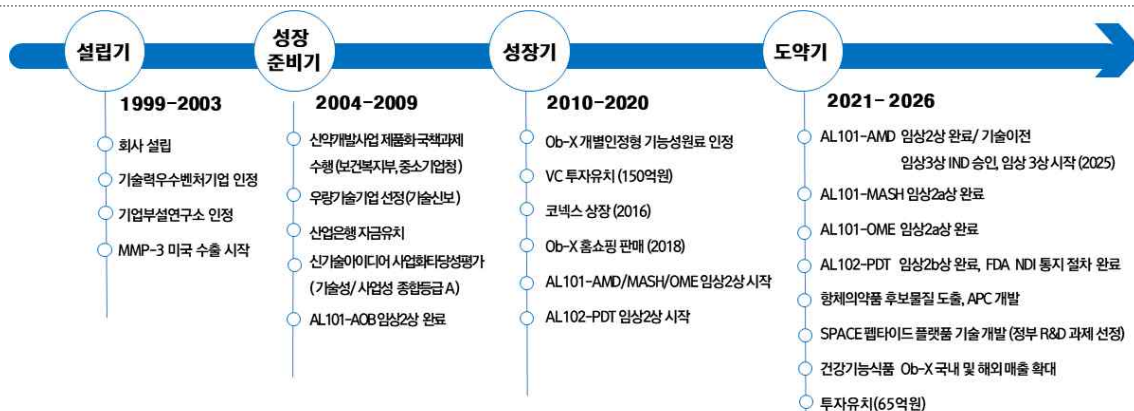 설립기
1999-2003
회사 설립
기술력우수벤처기업 인정
기업부설연구소 인정
MMP-3 미국 수출 시작
성장
준비기
2004-2009
신약개발사업 제품화국책과제
수행 (보건복지부, 중소기업청)
우량기술기업 선정(기술신보)
산업은행 자금유치
신기술아이디어 사업화타당성평가
(기술성/사업성 종합등급 A)
AL101-AOB 임상2상 완료
성장기
2010-2020
Ob-X 개별인정형 기능성원료 인정
VC 투자유치 (150억원)
코넥스 상장 (2016)
Ob-X 홈쇼핑 판매 (2018)
AL101-AMD/MASH/OME 임상2상 시작
AL102-PDT 임상2상 시작
도약기
2021-2026
AL101-AMD 임상2상 완료/ 기술이전
임상3상 IND 승인, 임상 3상 시작 (2025)
AL101-MASH 임상2a상 완료
AL101-OME 임상2a상 완료
AL102-PDT 임상2b상 완료, FDA NDI 통지 절차 완료
항체의약품 후보물질 도출, APC 개발
SPACE 펩타이드 플랫폼 기술 개발 (정부 R&D 과제 선정)
건강기능식품 Ob-X 국내 및 해외 매출 확대
투자유치(65억원)